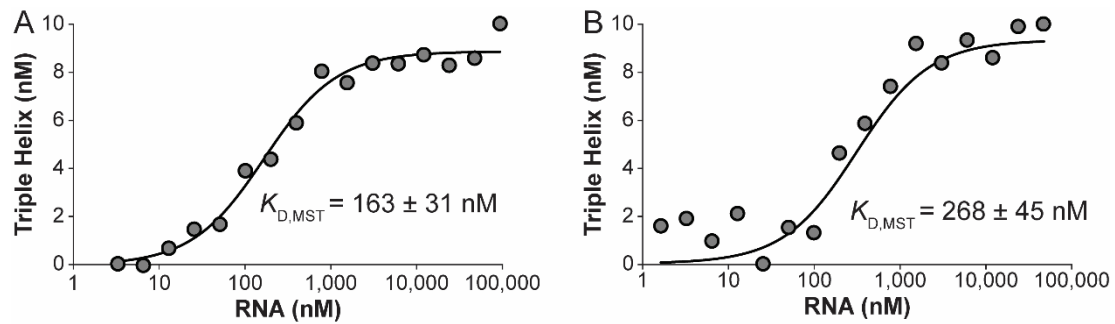 A
Triple Helix (nM)
10
8
6
4
2
0
K_D,MST = 163 ± 31 nM
1 10 100 1,000 10,000 100,000
RNA (nM)
B
Triple Helix (nM)
10
8
6
4
2
0
K_D,MST = 268 ± 45 nM
1 10 100 1,000 10,000 100,000
RNA (nM)